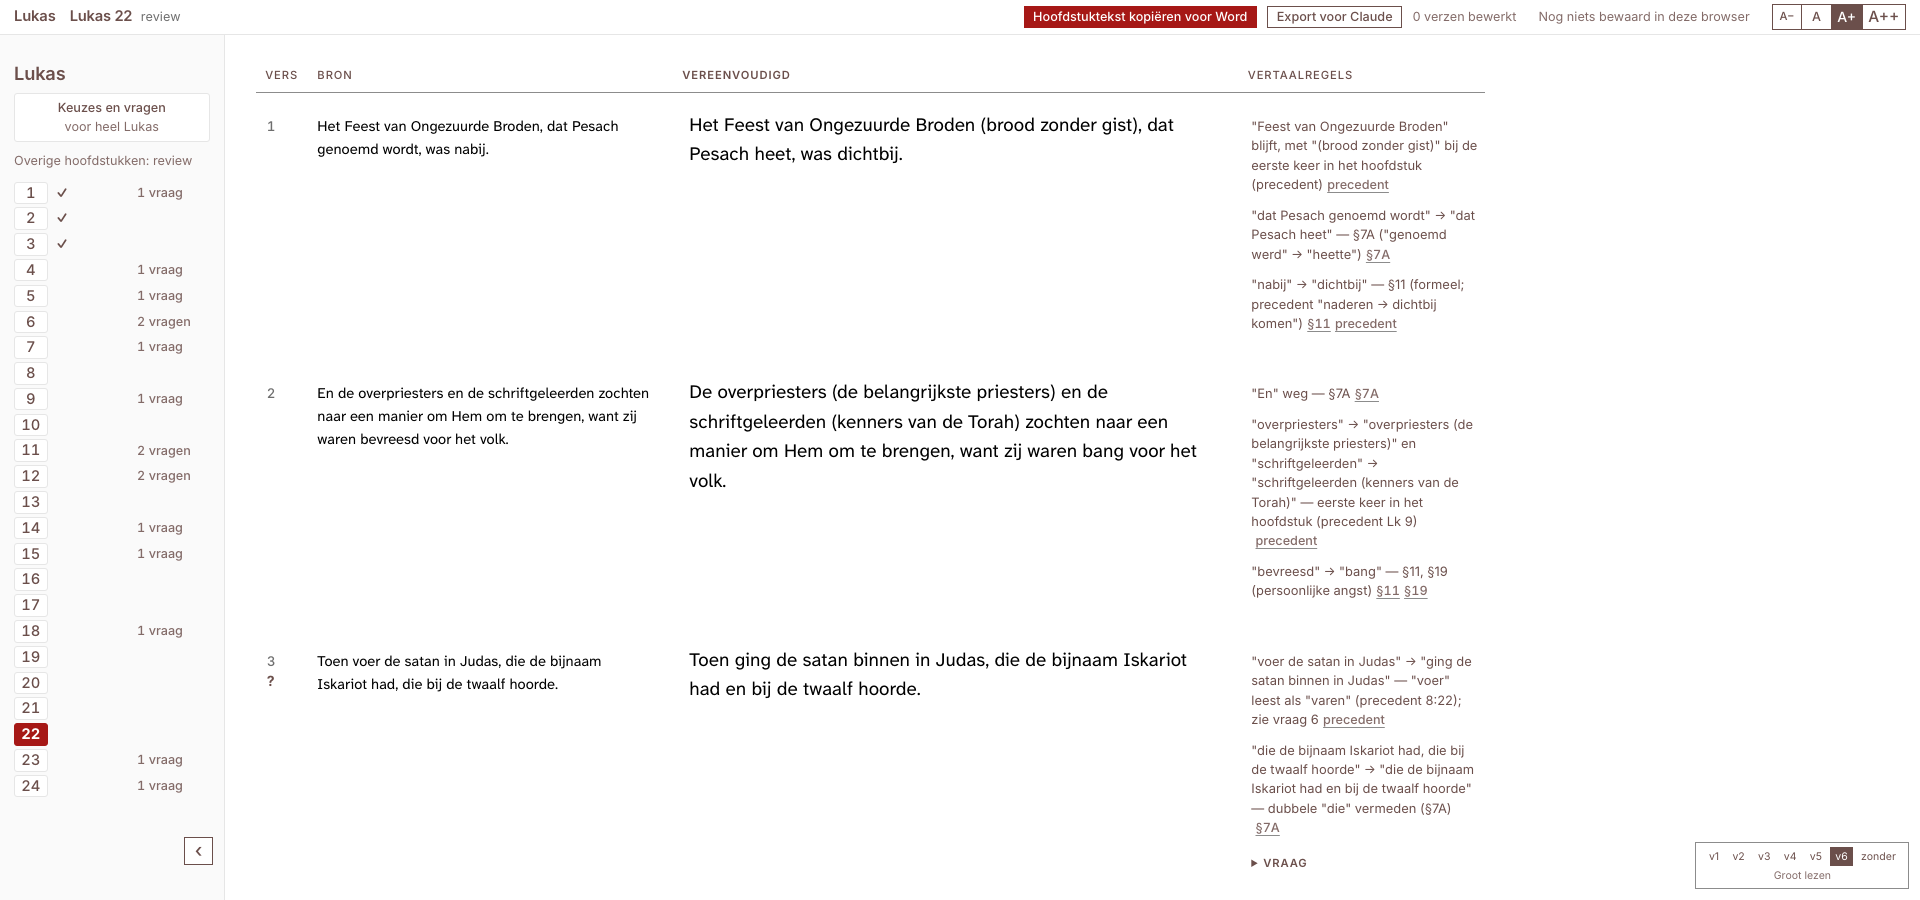 Lukas Lukas 22 review
Hoofdstuktekst kopiëren voor Word Export voor Claude 0 verzen bewerkt Nog niets bewaard in deze browser A− A A+ A++
Lukas
Keuzes en vragen
voor heel Lukas
Overige hoofdstukken: review
1 ✓ 1 vraag
2 ✓
3 ✓
4 1 vraag
5 1 vraag
6 2 vragen
7 1 vraag
8
9 1 vraag
10
11 2 vragen
12 2 vragen
13
14 1 vraag
15 1 vraag
16
17
18 1 vraag
19
20
21
22
23 1 vraag
24 1 vraag
‹
VERS BRON VEREENVOUDIGD VERTAALREGELS
1
Het Feest van Ongezuurde Broden, dat Pesach
genoemd wordt, was nabij.
Het Feest van Ongezuurde Broden (brood zonder gist), dat
Pesach heet, was dichtbij.
"Feest van Ongezuurde Broden"
blijft, met "(brood zonder gist)" bij de
eerste keer in het hoofdstuk
(precedent) precedent
"dat Pesach genoemd wordt" → "dat
Pesach heet" — §7A ("genoemd
werd" → "heette") §7A
"nabij" → "dichtbij" — §11 (formeel;
precedent "naderen → dichtbij
komen") §11 precedent
2
En de overpriesters en de schriftgeleerden zochten
naar een manier om Hem om te brengen, want zij
waren bevreesd voor het volk.
De overpriesters (de belangrijkste priesters) en de
schriftgeleerden (kenners van de Torah) zochten naar een
manier om Hem om te brengen, want zij waren bang voor het
volk.
"En" weg — §7A §7A
"overpriesters" → "overpriesters (de
belangrijkste priesters)" en
"schriftgeleerden" →
"schriftgeleerden (kenners van de
Torah)" — eerste keer in het
hoofdstuk (precedent Lk 9)
precedent
"bevreesd" → "bang" — §11, §19
(persoonlijke angst) §11 §19
3
?
Toen voer de satan in Judas, die de bijnaam
Iskariot had, die bij de twaalf hoorde.
Toen ging de satan binnen in Judas, die de bijnaam Iskariot
had en bij de twaalf hoorde.
"voer de satan in Judas" → "ging de
satan binnen in Judas" — "voer"
leest als "varen" (precedent 8:22);
zie vraag 6 precedent
"die de bijnaam Iskariot had, die bij
de twaalf hoorde" → "die de bijnaam
Iskariot had en bij de twaalf hoorde"
— dubbele "die" vermeden (§7A)
§7A
▶ VRAAG
v1 v2 v3 v4 v5 v6 zonder
Groot lezen